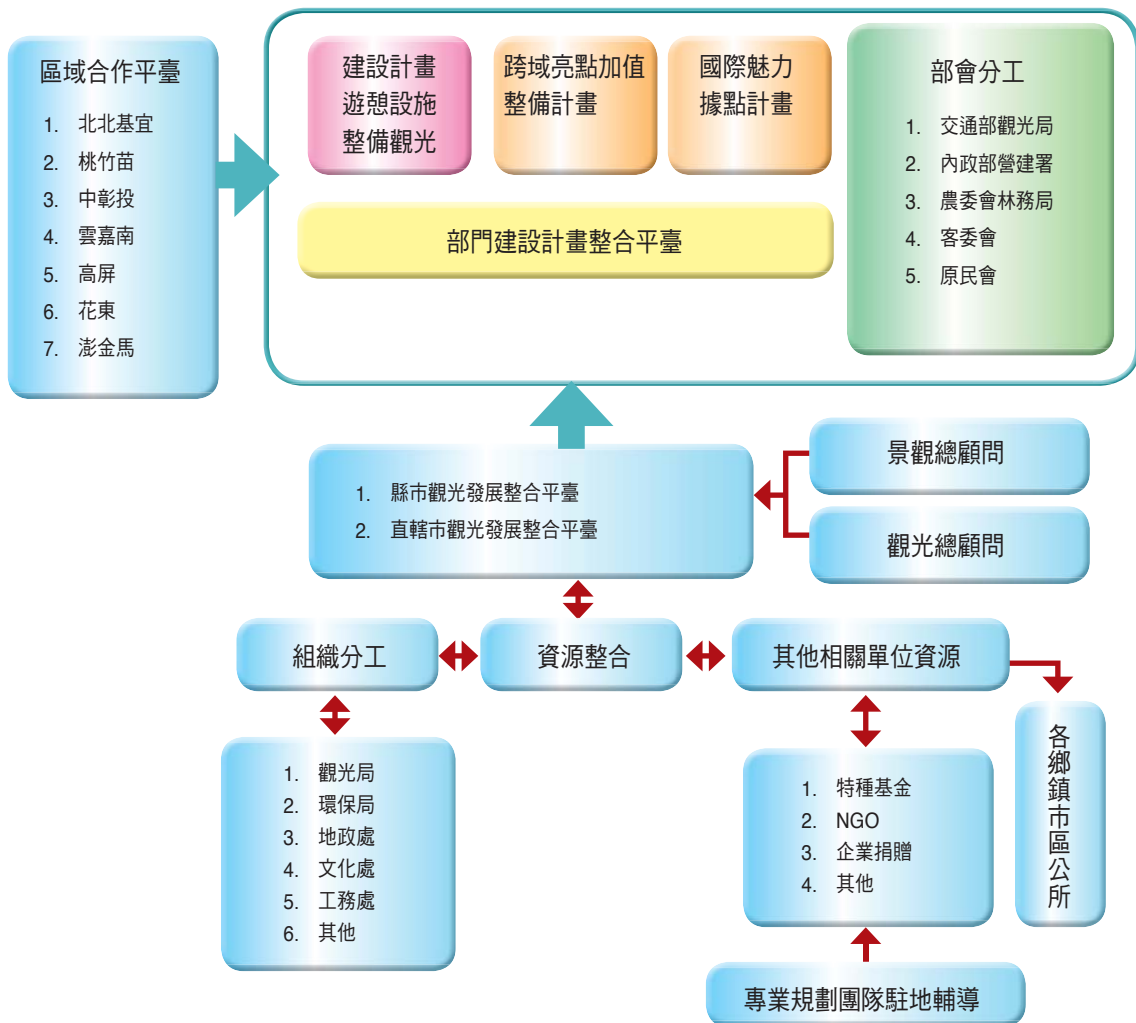 區域合作平臺
1. 北北基宜
2. 桃竹苗
3. 中彰投
4. 雲嘉南
5. 高屏
6. 花東
7. 澎金馬
建設計畫
遊憩設施
整備觀光
跨域亮點加值
整備計畫
國際魅力
據點計畫
部門建設計畫整合平臺
部會分工
1. 交通部觀光局
2. 內政部營建署
3. 農委會林務局
4. 客委會
5. 原民會
1. 縣市觀光發展整合平臺
2. 直轄市觀光發展整合平臺
景觀總顧問
觀光總顧問
組織分工
資源整合
其他相關單位資源
1. 觀光局
2. 環保局
3. 地政處
4. 文化處
5. 工務處
6. 其他
1. 特種基金
2. NGO
3. 企業捐贈
4. 其他
各鄉鎮市區公所
專業規劃團隊駐地輔導